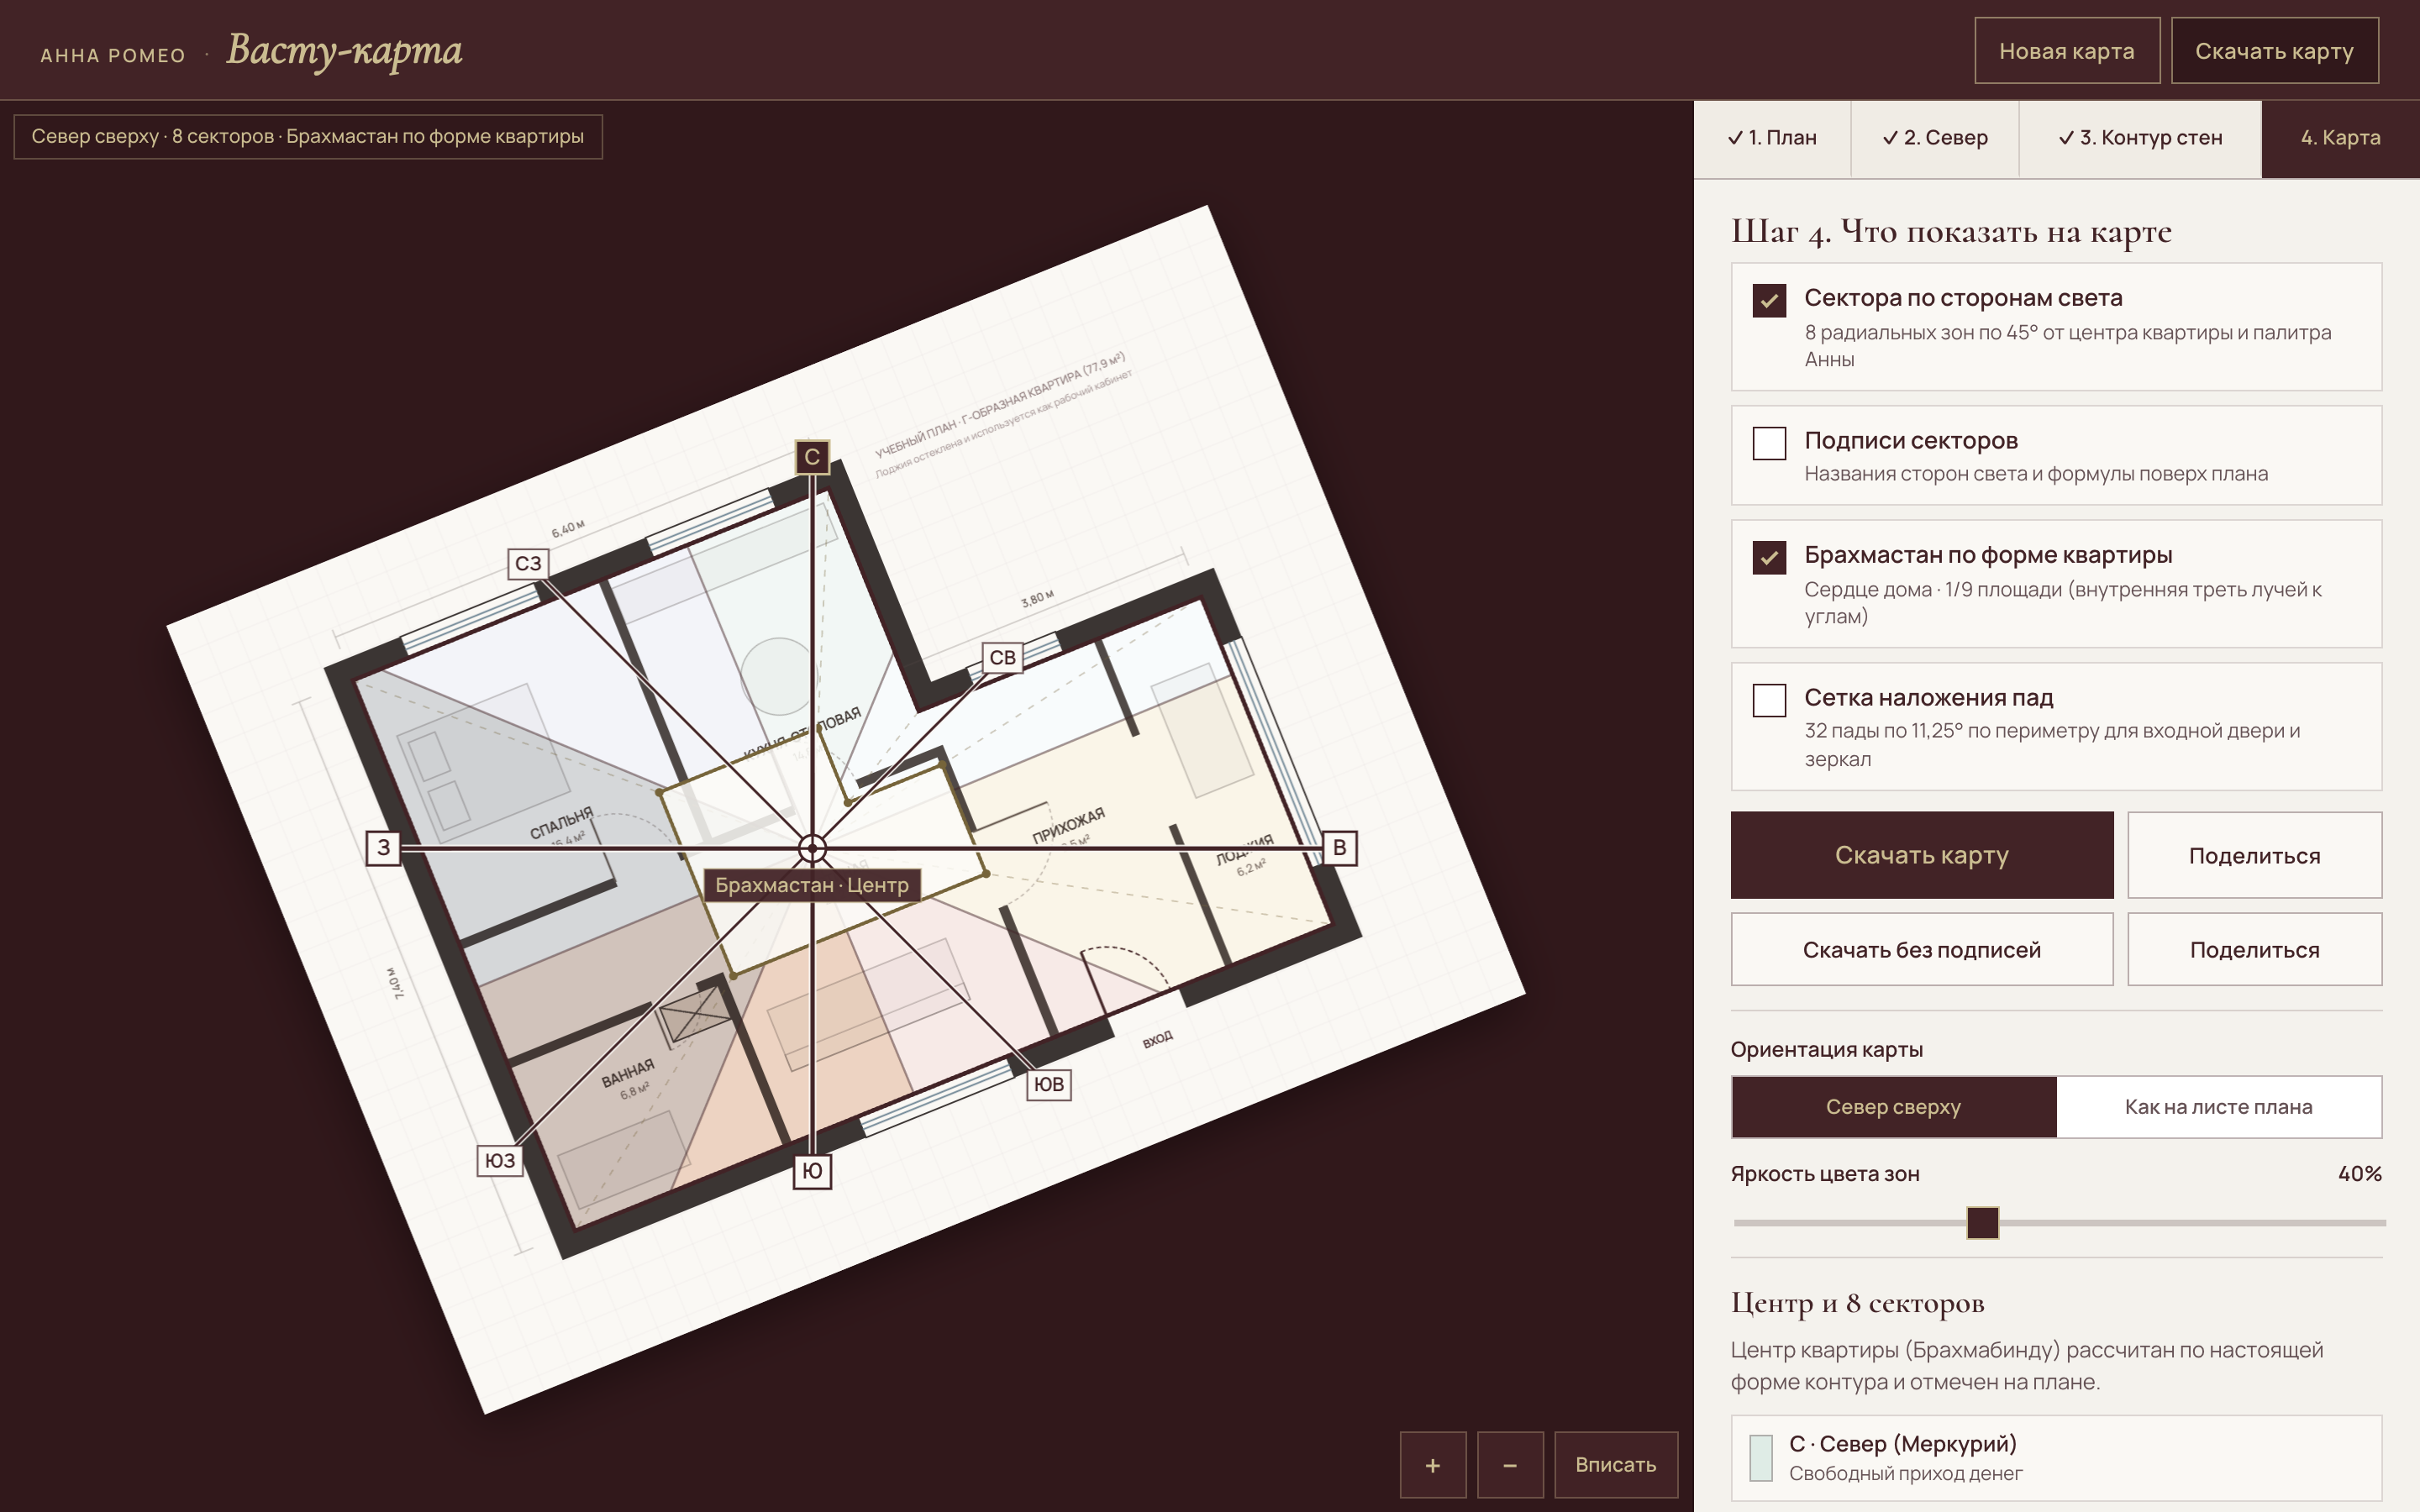 АННА РОМЕО · Васту-карта
Новая карта
Скачать карту
Север сверху · 8 секторов · Брахмастан по форме квартиры
✓ 1. План
✓ 2. Север
✓ 3. Контур стен
4. Карта
УЧЕБНЫЙ ПЛАН · Г-ОБРАЗНАЯ КВАРТИРА (77,9 м²)
Лоджия остеклена и используется как рабочий кабинет
С
6,40 м
СЗ
3,80 м
СВ
СПАЛЬНЯ
ПРИХОЖАЯ
ЛОДЖИЯ
6,2 м²
З
В
Брахмастан · Центр
7,40 м
ВАННАЯ
6,8 м²
ВХОД
ЮВ
ЮЗ
Ю
+
−
Вписать
Шаг 4. Что показать на карте
Сектора по сторонам света
8 радиальных зон по 45° от центра квартиры и палитра
Анны
Подписи секторов
Названия сторон света и формулы поверх плана
Брахмастан по форме квартиры
Сердце дома · 1/9 площади (внутренняя треть лучей к
углам)
Сетка наложения пад
32 пады по 11,25° по периметру для входной двери и
зеркал
Скачать карту
Поделиться
Скачать без подписей
Поделиться
Ориентация карты
Север сверху
Как на листе плана
Яркость цвета зон
40%
Центр и 8 секторов
Центр квартиры (Брахмабинду) рассчитан по настоящей
форме контура и отмечен на плане.
С · Север (Меркурий)
Свободный приход денег